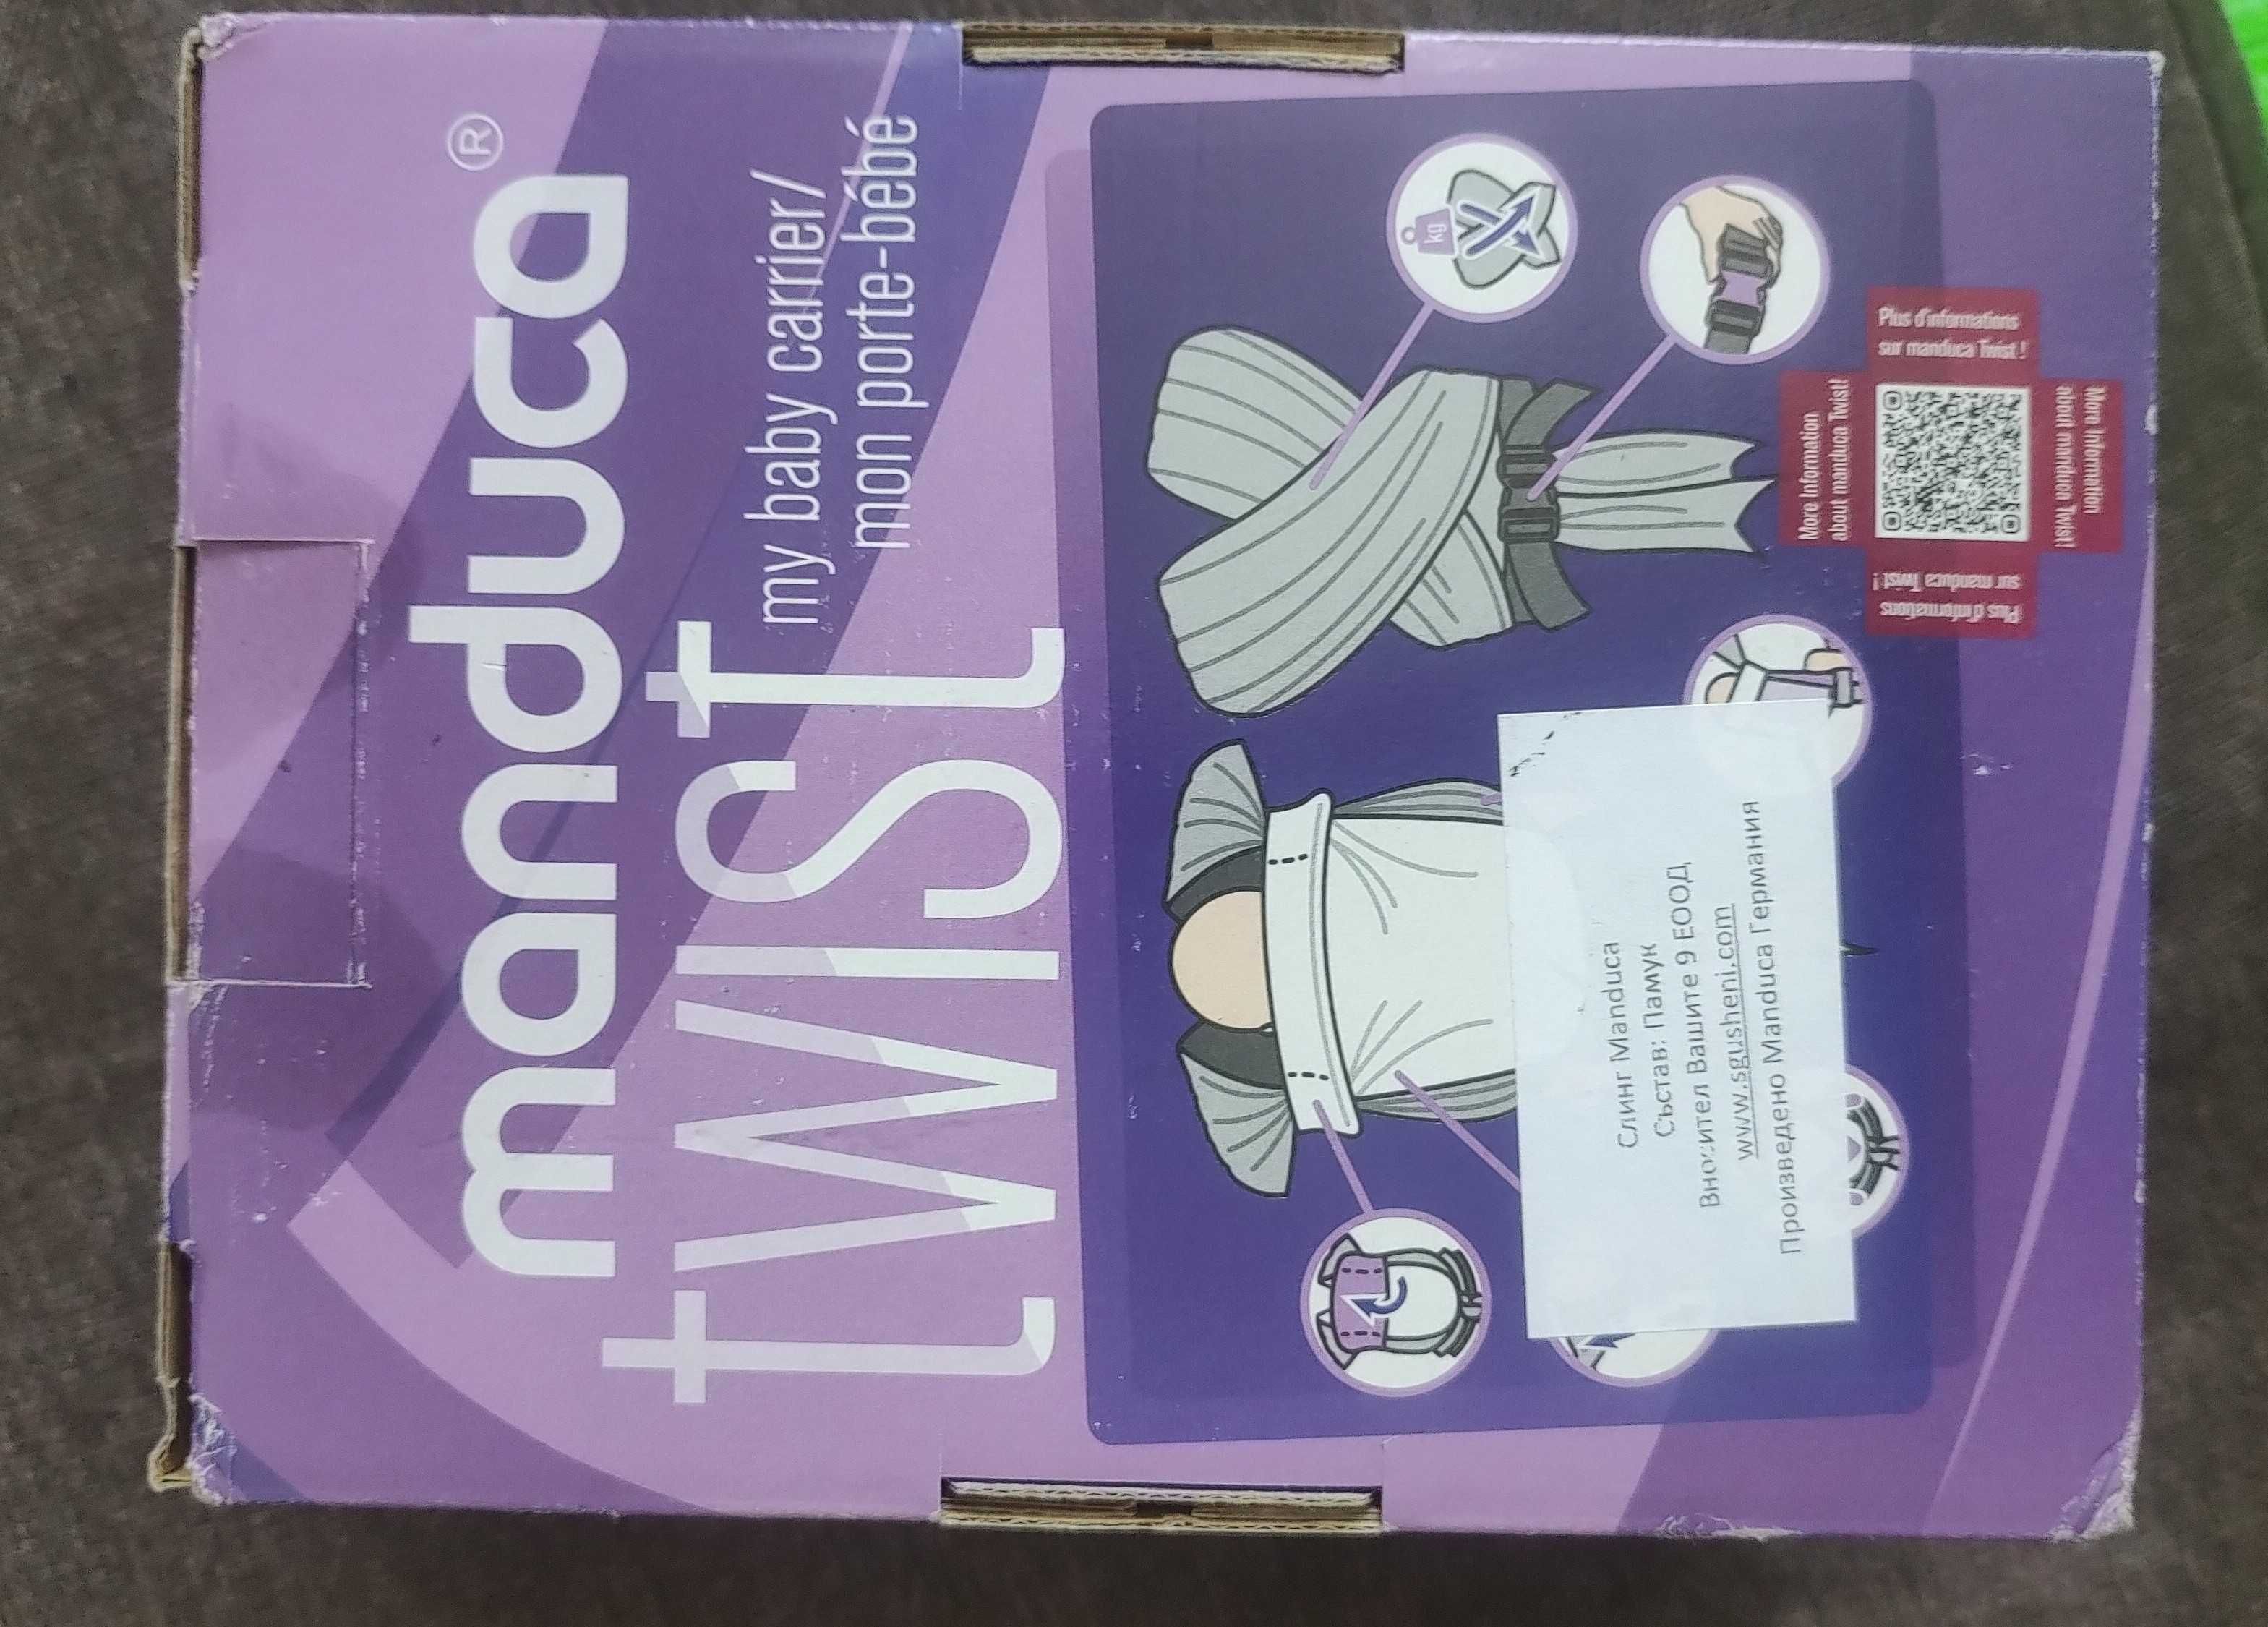 manduca®
twist
my baby carrier/
mon porte-bébé
kg
Слинг Manduca
Състав: Памук
Вносител Вашите 9 ЕООД
www.sgusheni.com
Произведено Manduca Германия
More Information
about manduca Twist!
Plus d'informations
sur manduca Twist !
More Information
about manduca Twist!
Plus d'informations
sur manduca Twist !